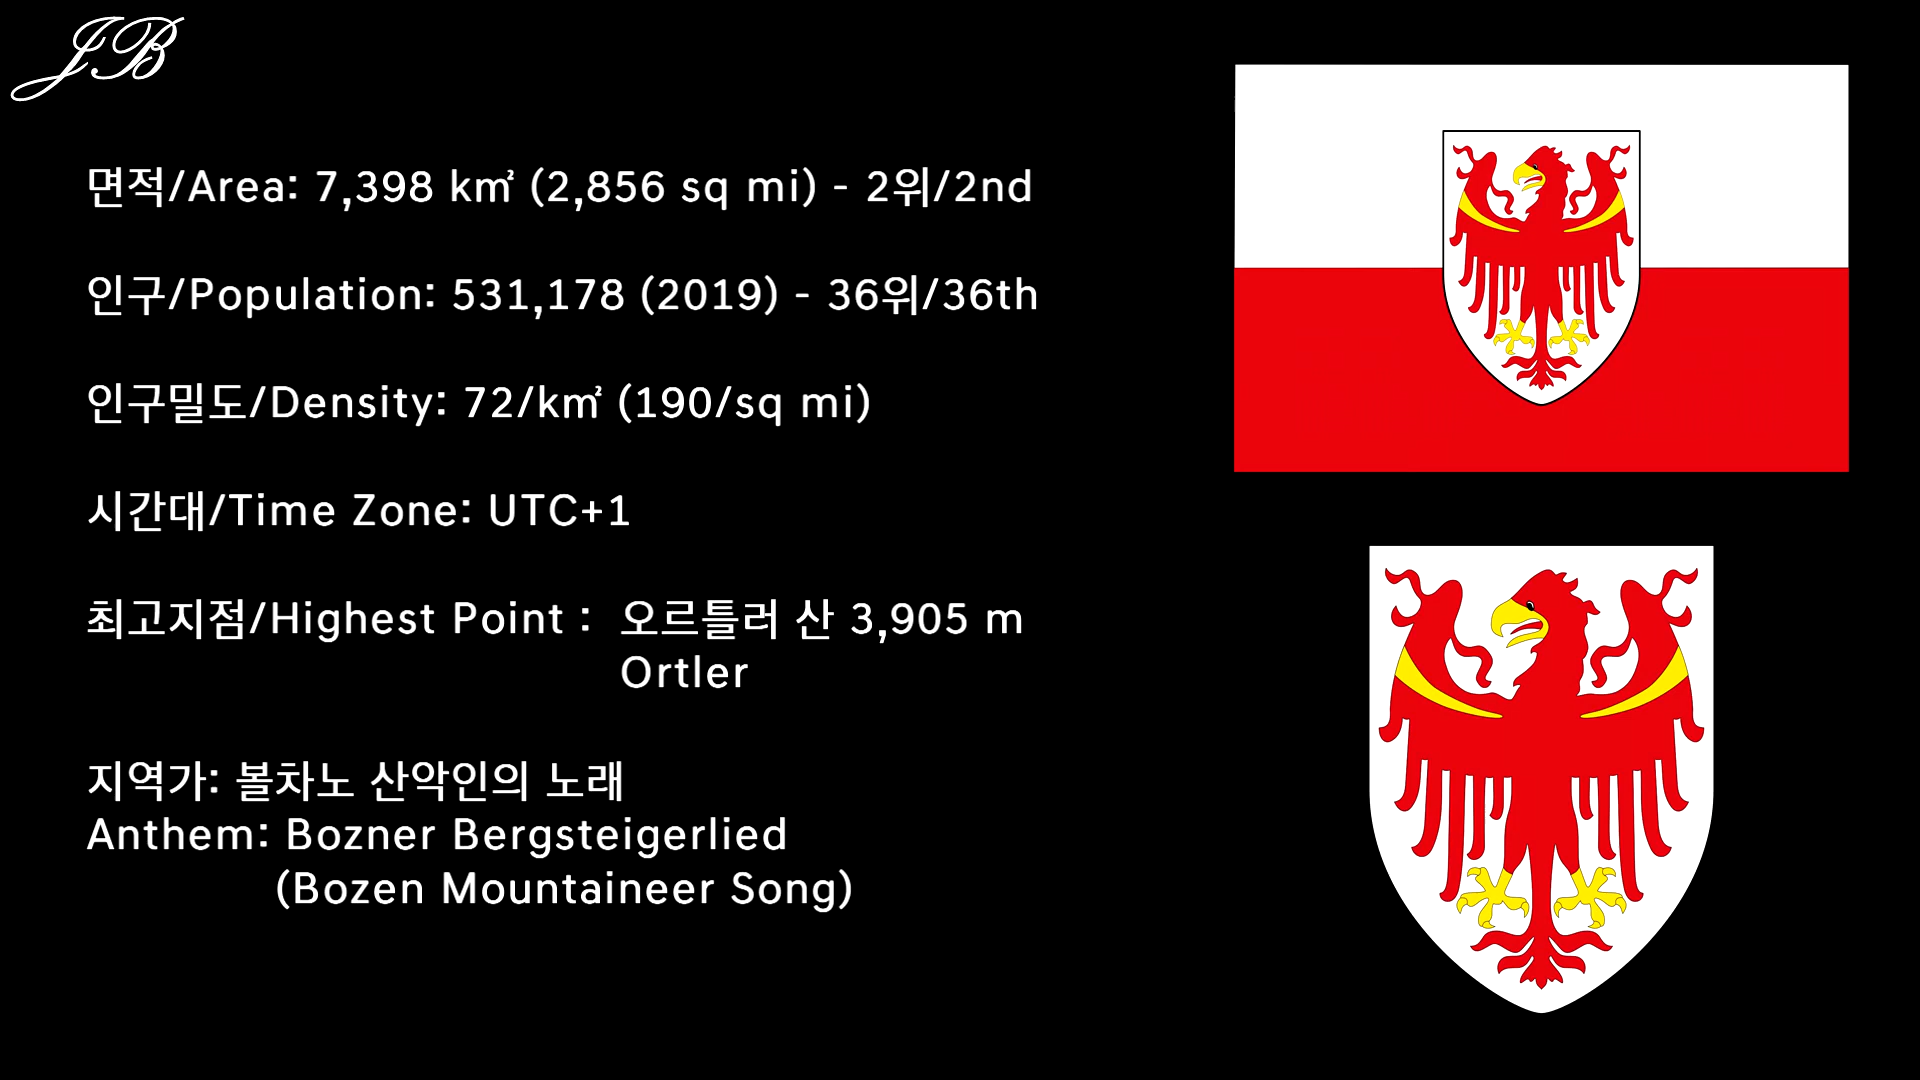 JB
면적/Area: 7,398 ㎢ (2,856 sq mi) - 2위/2nd
인구/Population: 531,178 (2019) - 36위/36th
인구밀도/Density: 72/㎢ (190/sq mi)
시간대/Time Zone: UTC+1
최고지점/Highest Point : 오르틀러 산 3,905 m
Ortler
지역가: 볼차노 산악인의 노래
Anthem: Bozner Bergsteigerlied
(Bozen Mountaineer Song)